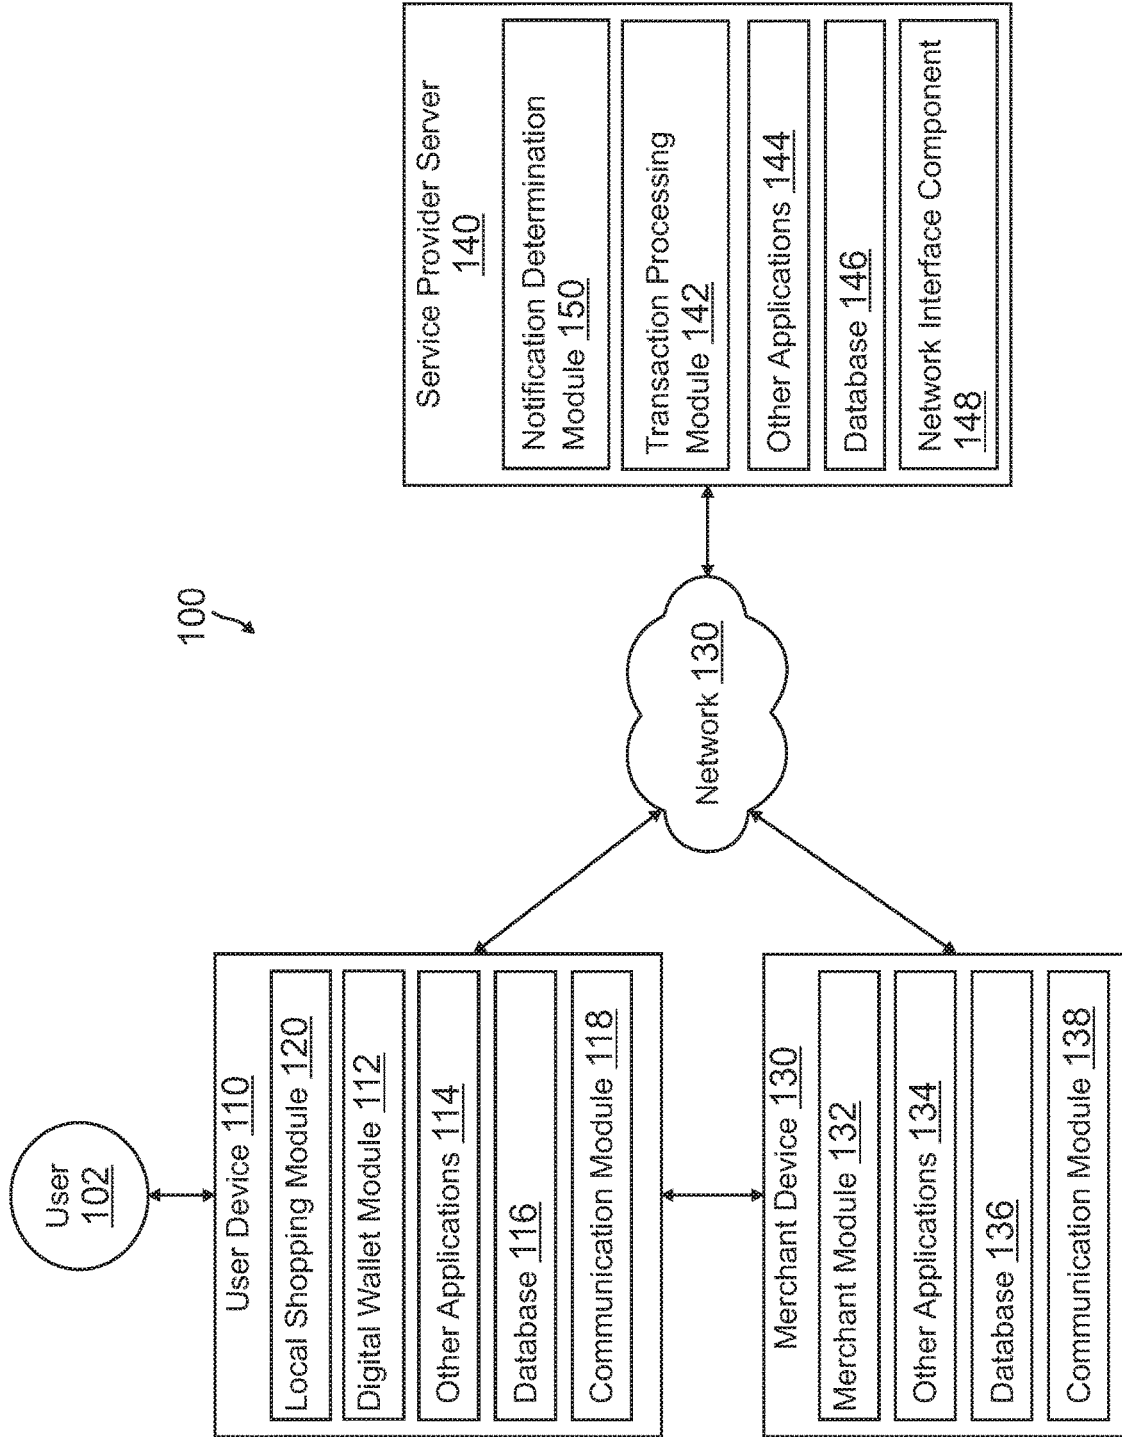 100
User
102
User Device 110
Local Shopping Module 120
Digital Wallet Module 112
Other Applications 114
Database 116
Communication Module 118
Merchant Device 130
Merchant Module 132
Other Applications 134
Database 136
Communication Module 138
Network 130
Service Provider Server
140
Notification Determination
Module 150
Transaction Processing
Module 142
Other Applications 144
Database 146
Network Interface Component
148